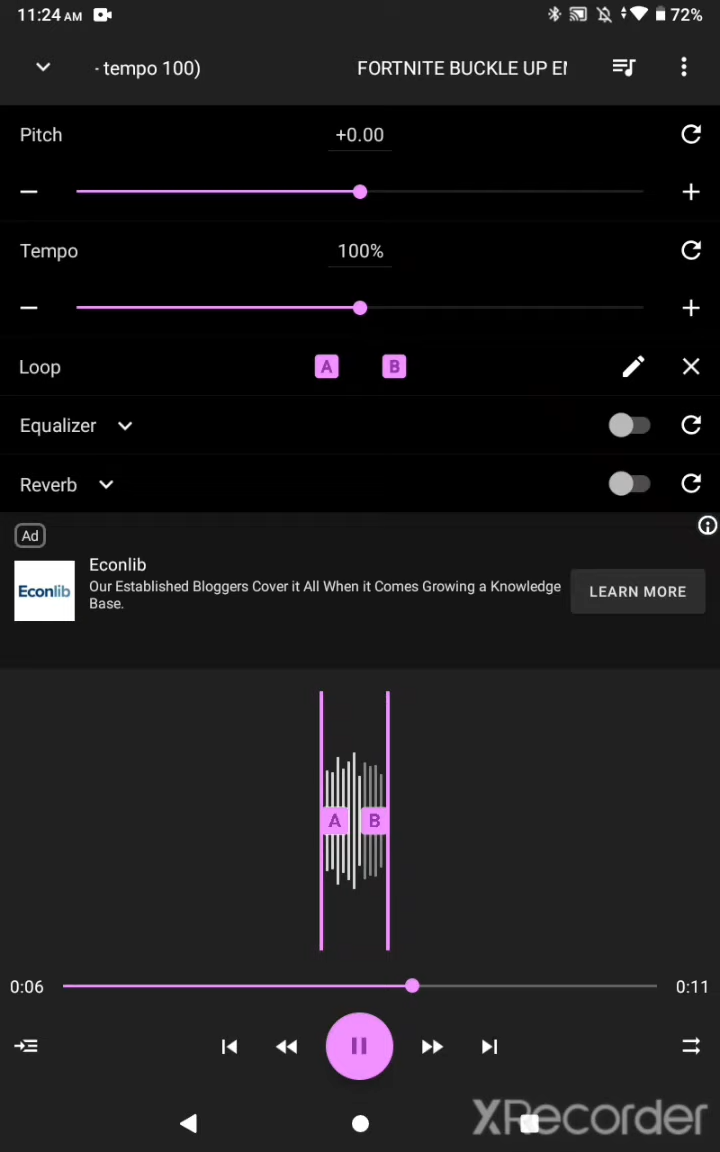 11:24 AM 72%
- tempo 100) FORTNITE BUCKLE UP
Pitch +0.00
Tempo 100%
Loop A B
Equalizer
Reverb
Ad
Econlib
Econlib Our Established Bloggers Cover it All When it Comes Growing a Knowledge
Base.
LEARN MORE
A B
0:06 0:11
XRecorder